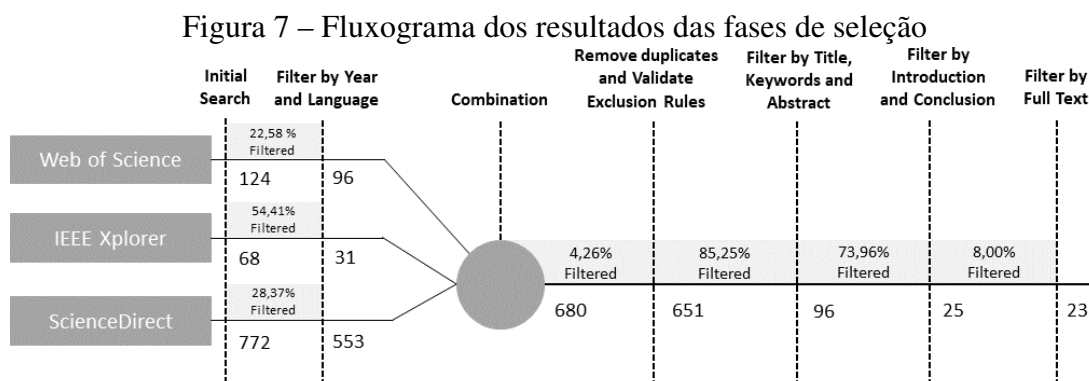 Figura 7 – Fluxograma dos resultados das fases de seleção
Initial
Search
Filter by Year
and Language
Combination
Remove duplicates
and Validate
Exclusion Rules
Filter by Title,
Keywords and
Abstract
Filter by
Introduction
and Conclusion
Filter by
Full Text
Web of Science
22,58 %
Filtered
124
96
IEEE Xplorer
54,41%
Filtered
68
31
ScienceDirect
28,37%
Filtered
772
553
4,26%
Filtered
680
85,25%
Filtered
651
73,96%
Filtered
96
8,00%
Filtered
25
23